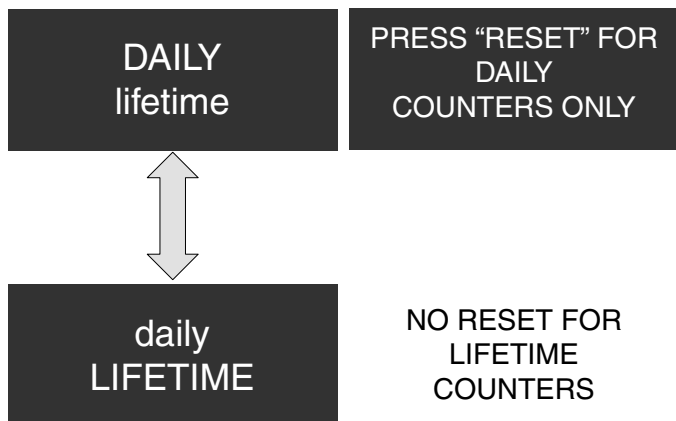 DAILY
lifetime
PRESS “RESET” FOR
DAILY
COUNTERS ONLY
daily
LIFETIME
NO RESET FOR
LIFETIME
COUNTERS